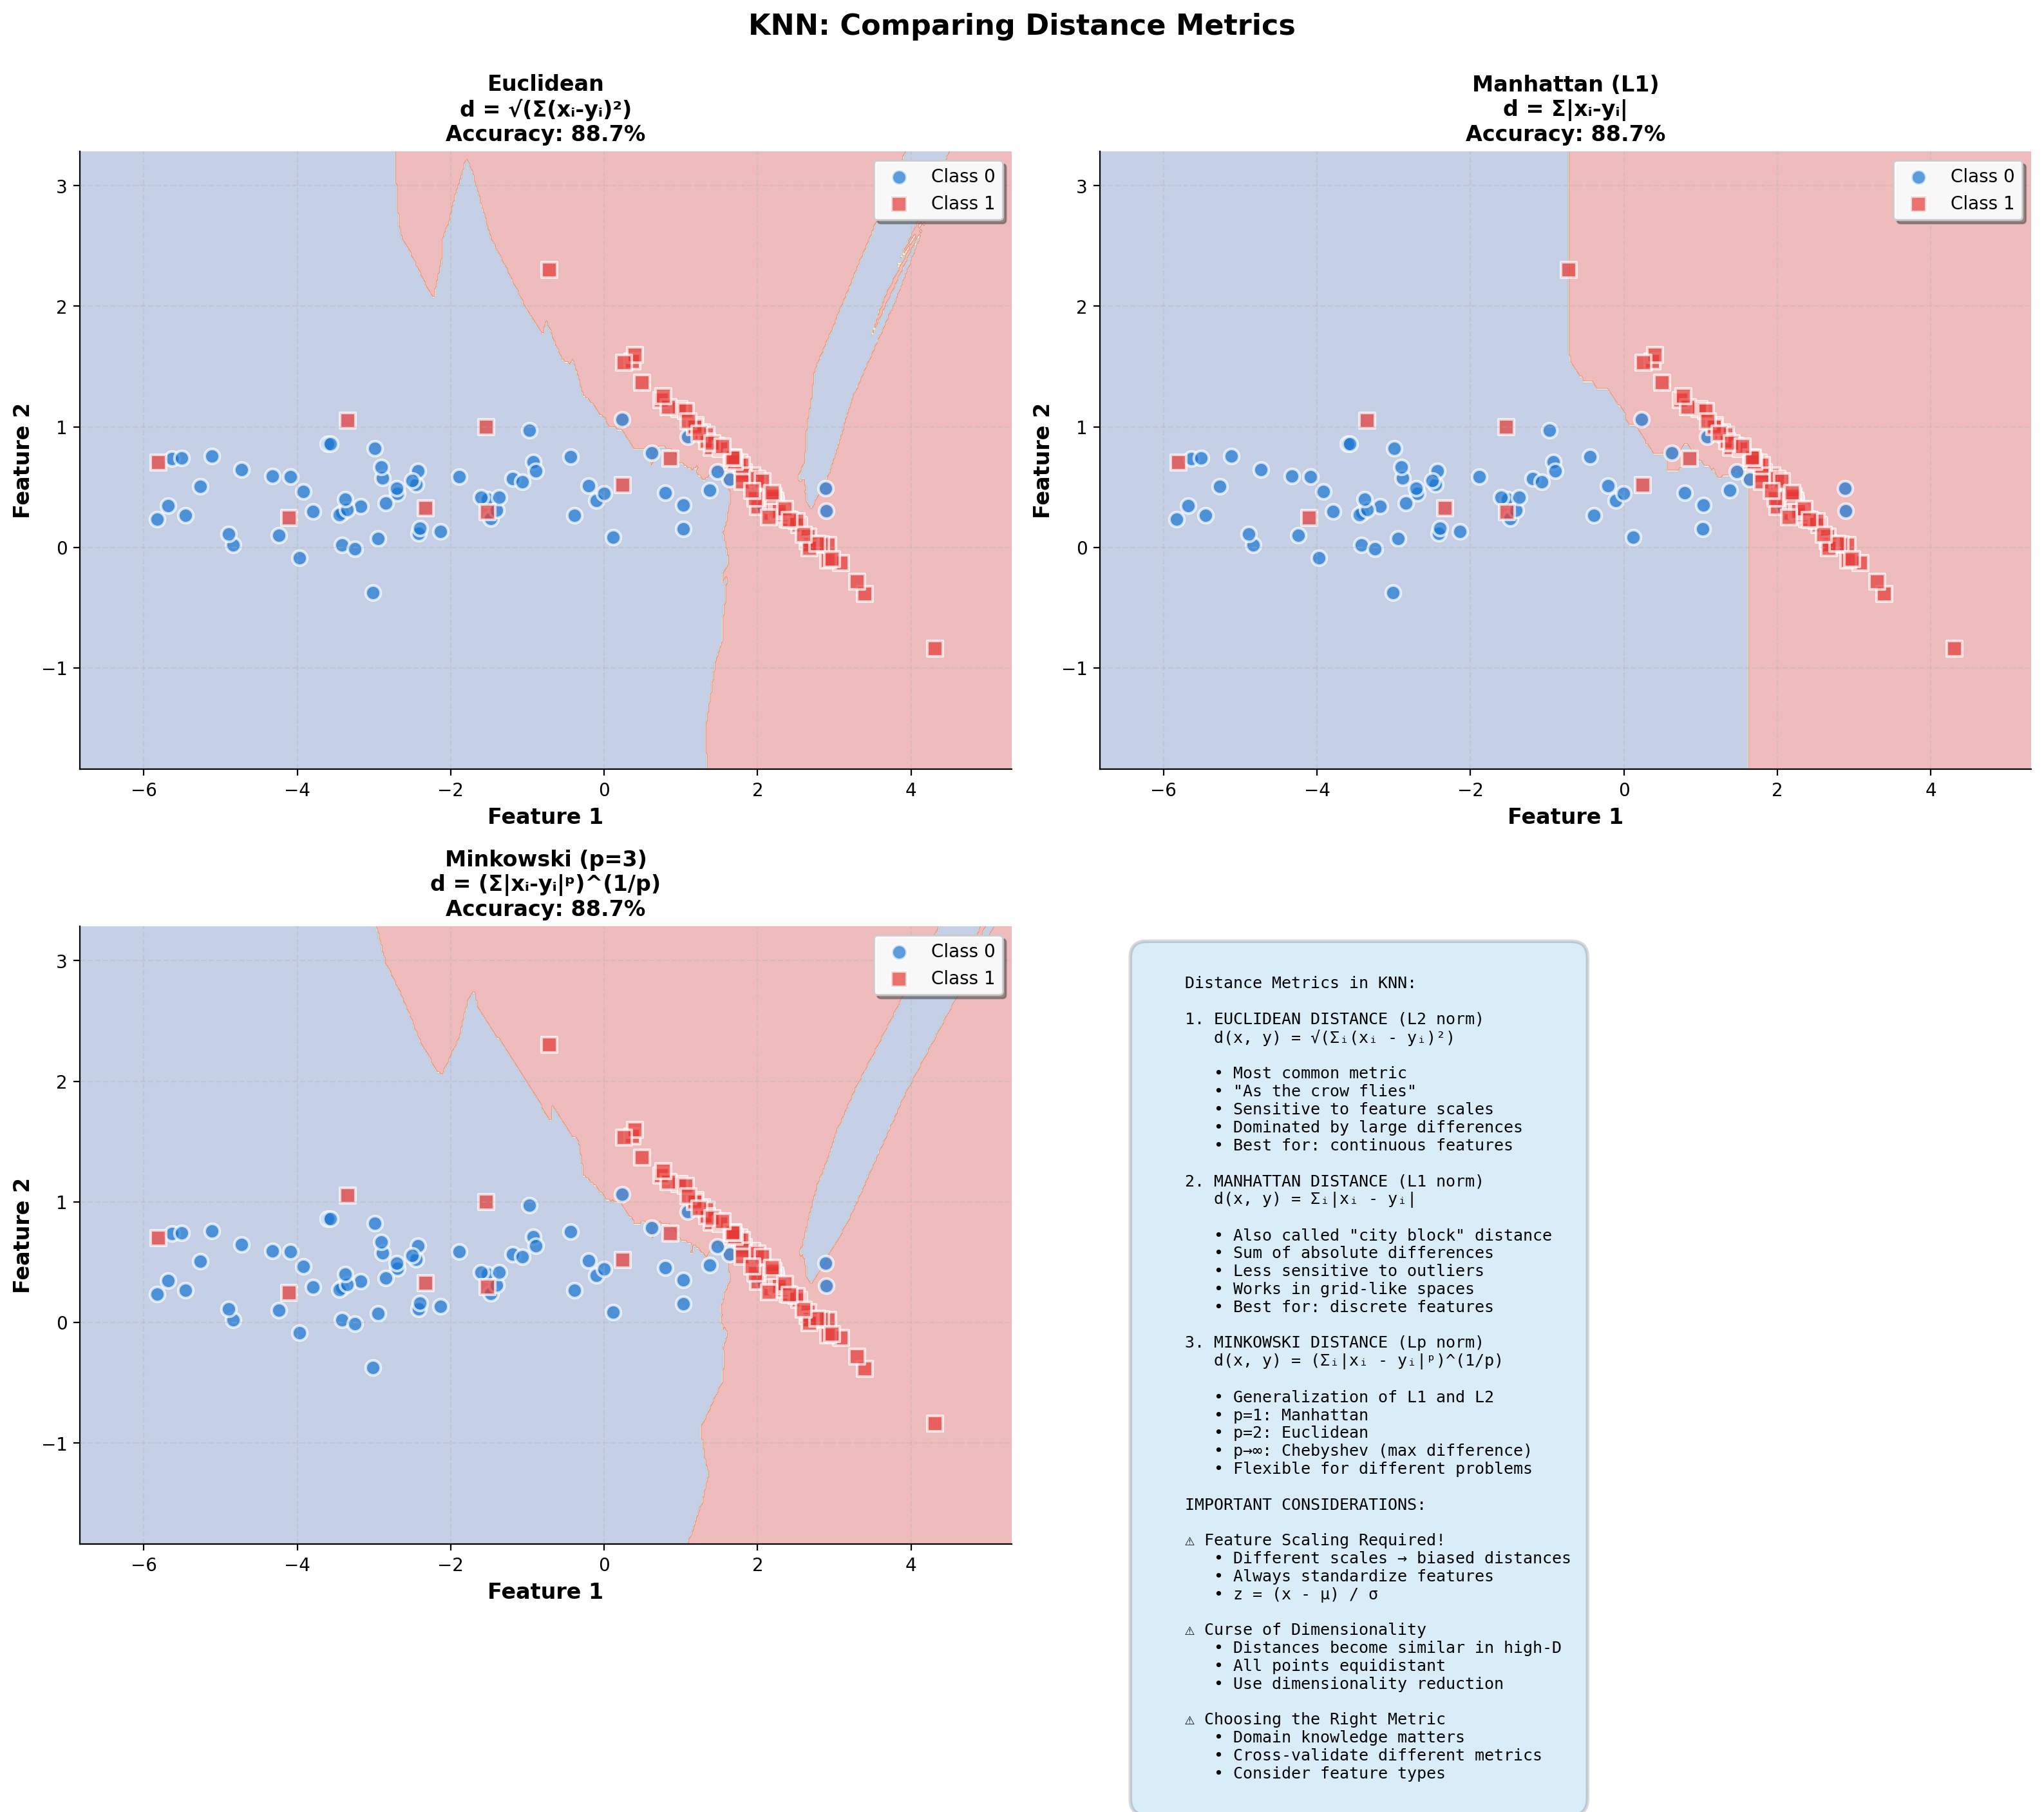 KNN: Comparing Distance Metrics
Euclidean
d = √(Σ(xᵢ-yᵢ)²)
Accuracy: 88.7%
Class 0
Class 1
3
2
1
0
−1
Feature 2
−6
−4
−2
0
2
4
Feature 1
Manhattan (L1)
d = Σ|xᵢ-yᵢ|
Accuracy: 88.7%
Class 0
Class 1
3
2
1
0
−1
Feature 2
−6
−4
−2
0
2
4
Feature 1
Minkowski (p=3)
d = (Σ|xᵢ-yᵢ|ᵖ)^(1/p)
Accuracy: 88.7%
Class 0
Class 1
3
2
1
0
−1
Feature 2
−6
−4
−2
0
2
4
Feature 1
Distance Metrics in KNN:
1. EUCLIDEAN DISTANCE (L2 norm)
d(x, y) = √(Σᵢ(xᵢ - yᵢ)²)
• Most common metric
• "As the crow flies"
• Sensitive to feature scales
• Dominated by large differences
• Best for: continuous features
2. MANHATTAN DISTANCE (L1 norm)
d(x, y) = Σᵢ|xᵢ - yᵢ|
• Also called "city block" distance
• Sum of absolute differences
• Less sensitive to outliers
• Works in grid-like spaces
• Best for: discrete features
3. MINKOWSKI DISTANCE (Lp norm)
d(x, y) = (Σᵢ|xᵢ - yᵢ|ᵖ)^(1/p)
• Generalization of L1 and L2
• p=1: Manhattan
• p=2: Euclidean
• p→∞: Chebyshev (max difference)
• Flexible for different problems
IMPORTANT CONSIDERATIONS:
⚠ Feature Scaling Required!
• Different scales → biased distances
• Always standardize features
• z = (x - μ) / σ
⚠ Curse of Dimensionality
• Distances become similar in high-D
• All points equidistant
• Use dimensionality reduction
⚠ Choosing the Right Metric
• Domain knowledge matters
• Cross-validate different metrics
• Consider feature types